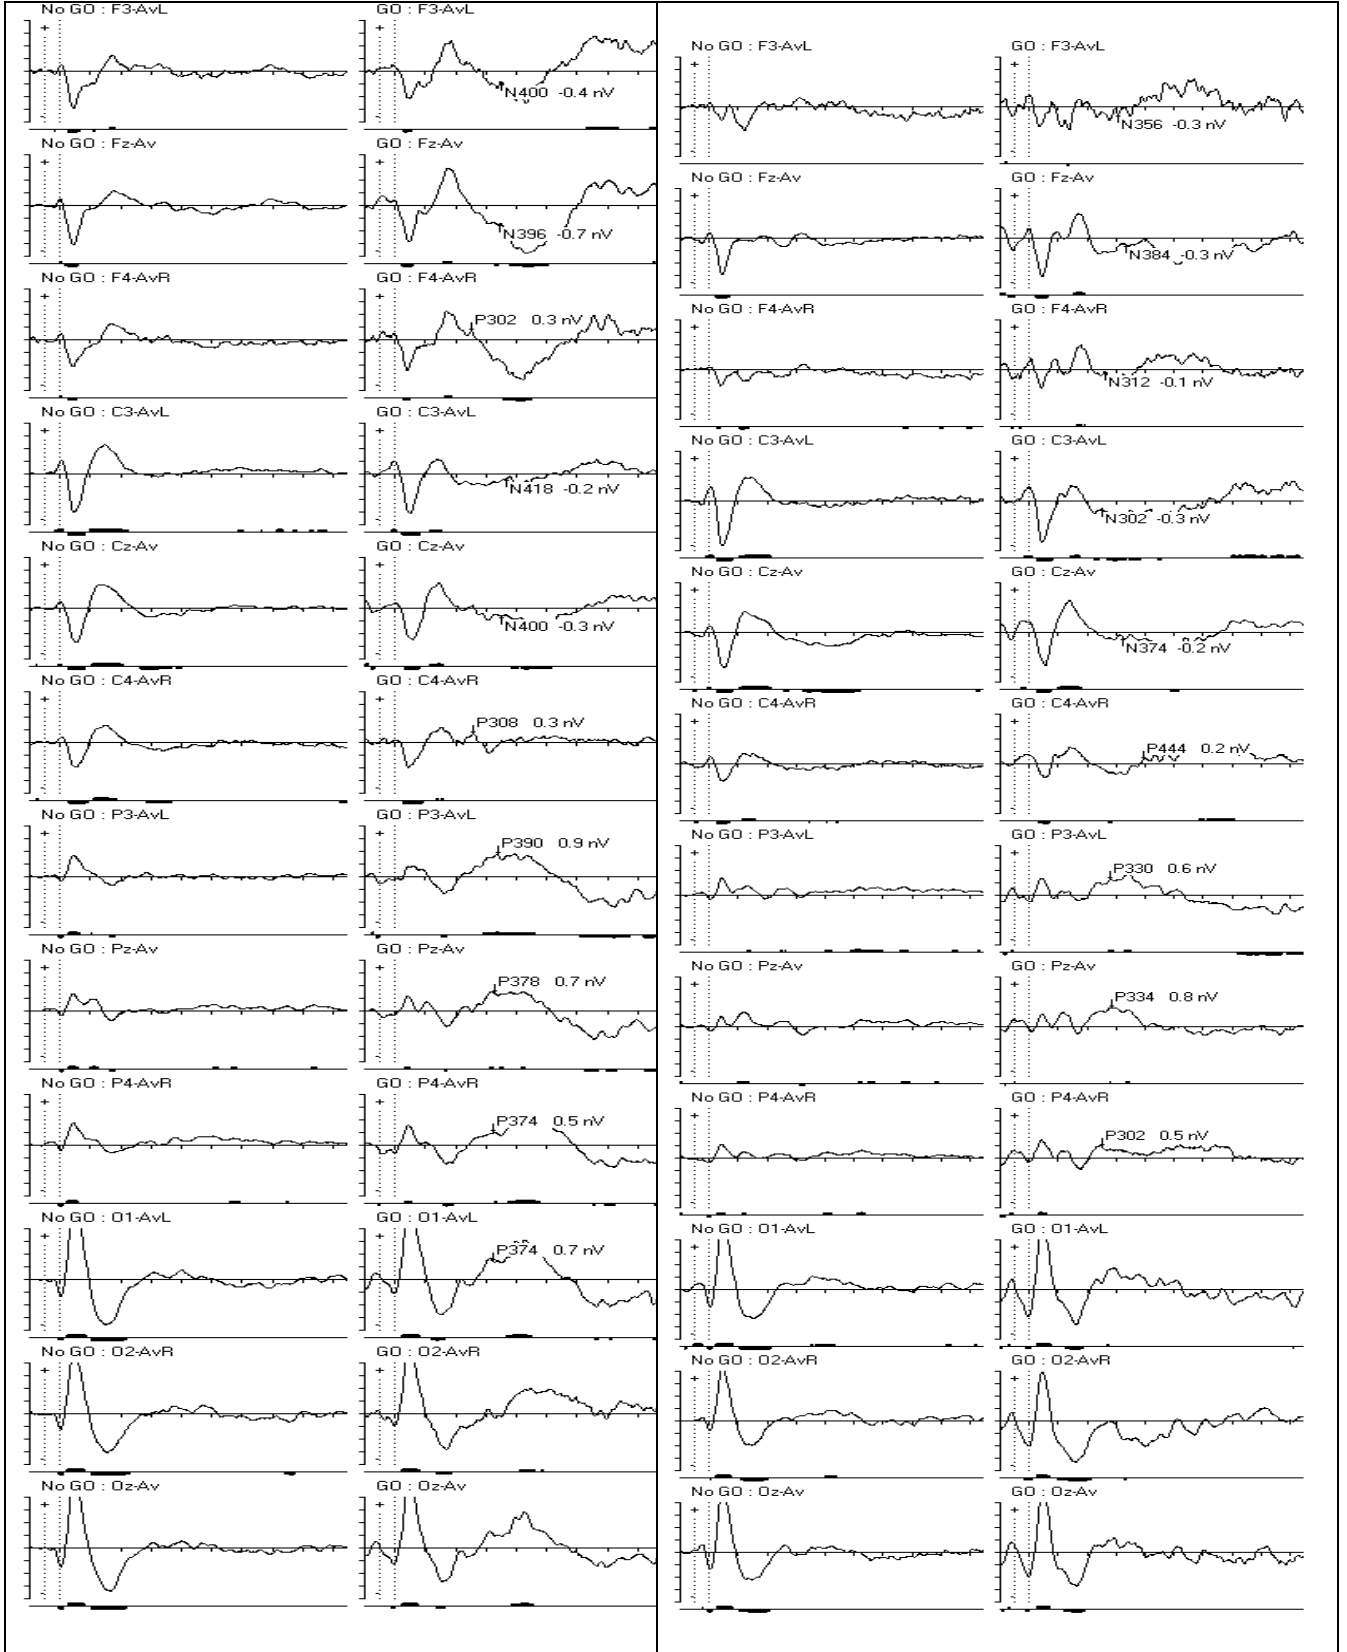 No GO : F3-AvL
GO : F3-AvL
N400 -0.4 nV
No GO : Fz-Av
GO : Fz-Av
N396 -0.7 nV
No GO : F4-AvR
GO : F4-AvR
P302 0.3 nV
No GO : C3-AvL
GO : C3-AvL
N418 -0.2 nV
No GO : Cz-Av
GO : Cz-Av
N400 -0.3 nV
No GO : C4-AvR
GO : C4-AvR
P308 0.3 nV
No GO : P3-AvL
GO : P3-AvL
P390 0.9 nV
No GO : Pz-Av
GO : Pz-Av
P378 0.7 nV
No GO : P4-AvR
GO : P4-AvR
P374 0.5 nV
No GO : O1-AvL
GO : O1-AvL
P374 0.7 nV
No GO : O2-AvR
GO : O2-AvR
No GO : Oz-Av
GO : Oz-Av
No GO : F3-AvL
GO : F3-AvL
N356 -0.3 nV
No GO : Fz-Av
GO : Fz-Av
N384 -0.3 nV
No GO : F4-AvR
GO : F4-AvR
N312 -0.1 nV
No GO : C3-AvL
GO : C3-AvL
N302 -0.3 nV
No GO : Cz-Av
GO : Cz-Av
N374 -0.2 nV
No GO : C4-AvR
GO : C4-AvR
P444 0.2 nV
No GO : P3-AvL
GO : P3-AvL
P330 0.6 nV
No GO : Pz-Av
GO : Pz-Av
P334 0.8 nV
No GO : P4-AvR
GO : P4-AvR
P302 0.5 nV
No GO : O1-AvL
GO : O1-AvL
No GO : O2-AvR
GO : O2-AvR
No GO : Oz-Av
GO : Oz-Av